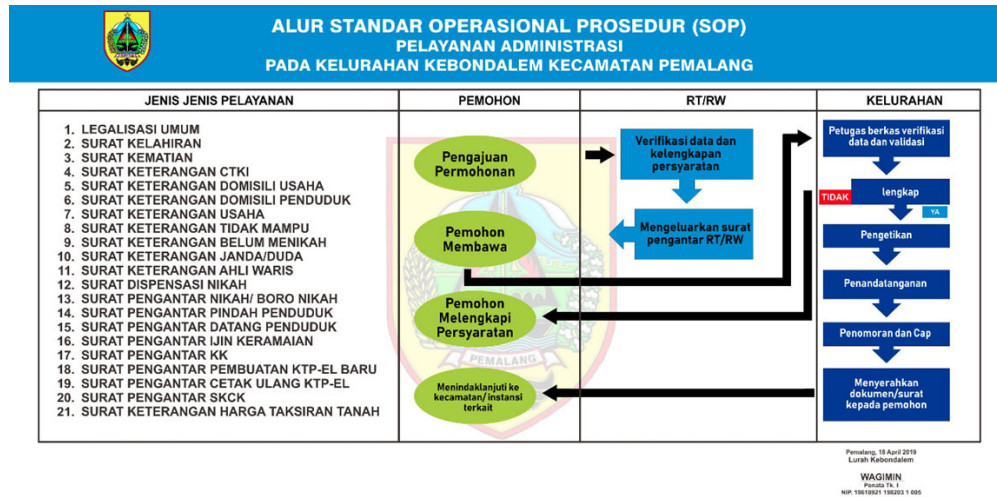 ALUR STANDAR OPERASIONAL PROSEDUR (SOP)
PELAYANAN ADMINISTRASI
PADA KELURAHAN KEBONDALEM KECAMATAN PEMALANG
JENIS JENIS PELAYANAN
1. LEGALISASI UMUM
2. SURAT KELAHIRAN
3. SURAT KEMATIAN
4. SURAT KETERANGAN CTKI
5. SURAT KETERANGAN DOMISILI USAHA
6. SURAT KETERANGAN DOMISILI PENDUDUK
7. SURAT KETERANGAN USAHA
8. SURAT KETERANGAN TIDAK MAMPU
9. SURAT KETERANGAN BELUM MENIKAH
10. SURAT KETERANGAN JANDA/DUDA
11. SURAT KETERANGAN AHLI WARIS
12. SURAT DISPENSASI NIKAH
13. SURAT PENGANTAR NIKAH/ BORO NIKAH
14. SURAT PENGANTAR PINDAH PENDUDUK
15. SURAT PENGANTAR DATANG PENDUDUK
16. SURAT PENGANTAR IJIN KERAMAIAN
17. SURAT PENGANTAR KK
18. SURAT PENGANTAR PEMBUATAN KTP-EL BARU
19. SURAT PENGANTAR CETAK ULANG KTP-EL
20. SURAT PENGANTAR SKCK
21. SURAT KETERANGAN HARGA TAKSIRAN TANAH
PEMOHON
Pengajuan
Permohonan
Pemohon
Membawa
Pemohon
Melengkapi
Persyaratan
PEMALANG
Menindaklanjuti ke
kecamatan/ instansi
terkait
RT/RW
Verifikasi data dan
kelengkapan
persyaratan
Mengeluarkan surat
pengantar RT/RW
KELURAHAN
Petugas berkas verifikasi
data dan validasi
TIDAK
lengkap
YA
Pengetikan
Penandatanganan
Penomoran dan Cap
Menyerahkan
dokumen/surat
kepada pemohon
Pemalang, 18 April 2019
Lurah Kebondalem
WAGIMIN
Penata Tk. I
NIP. 19610921 198203 1 005